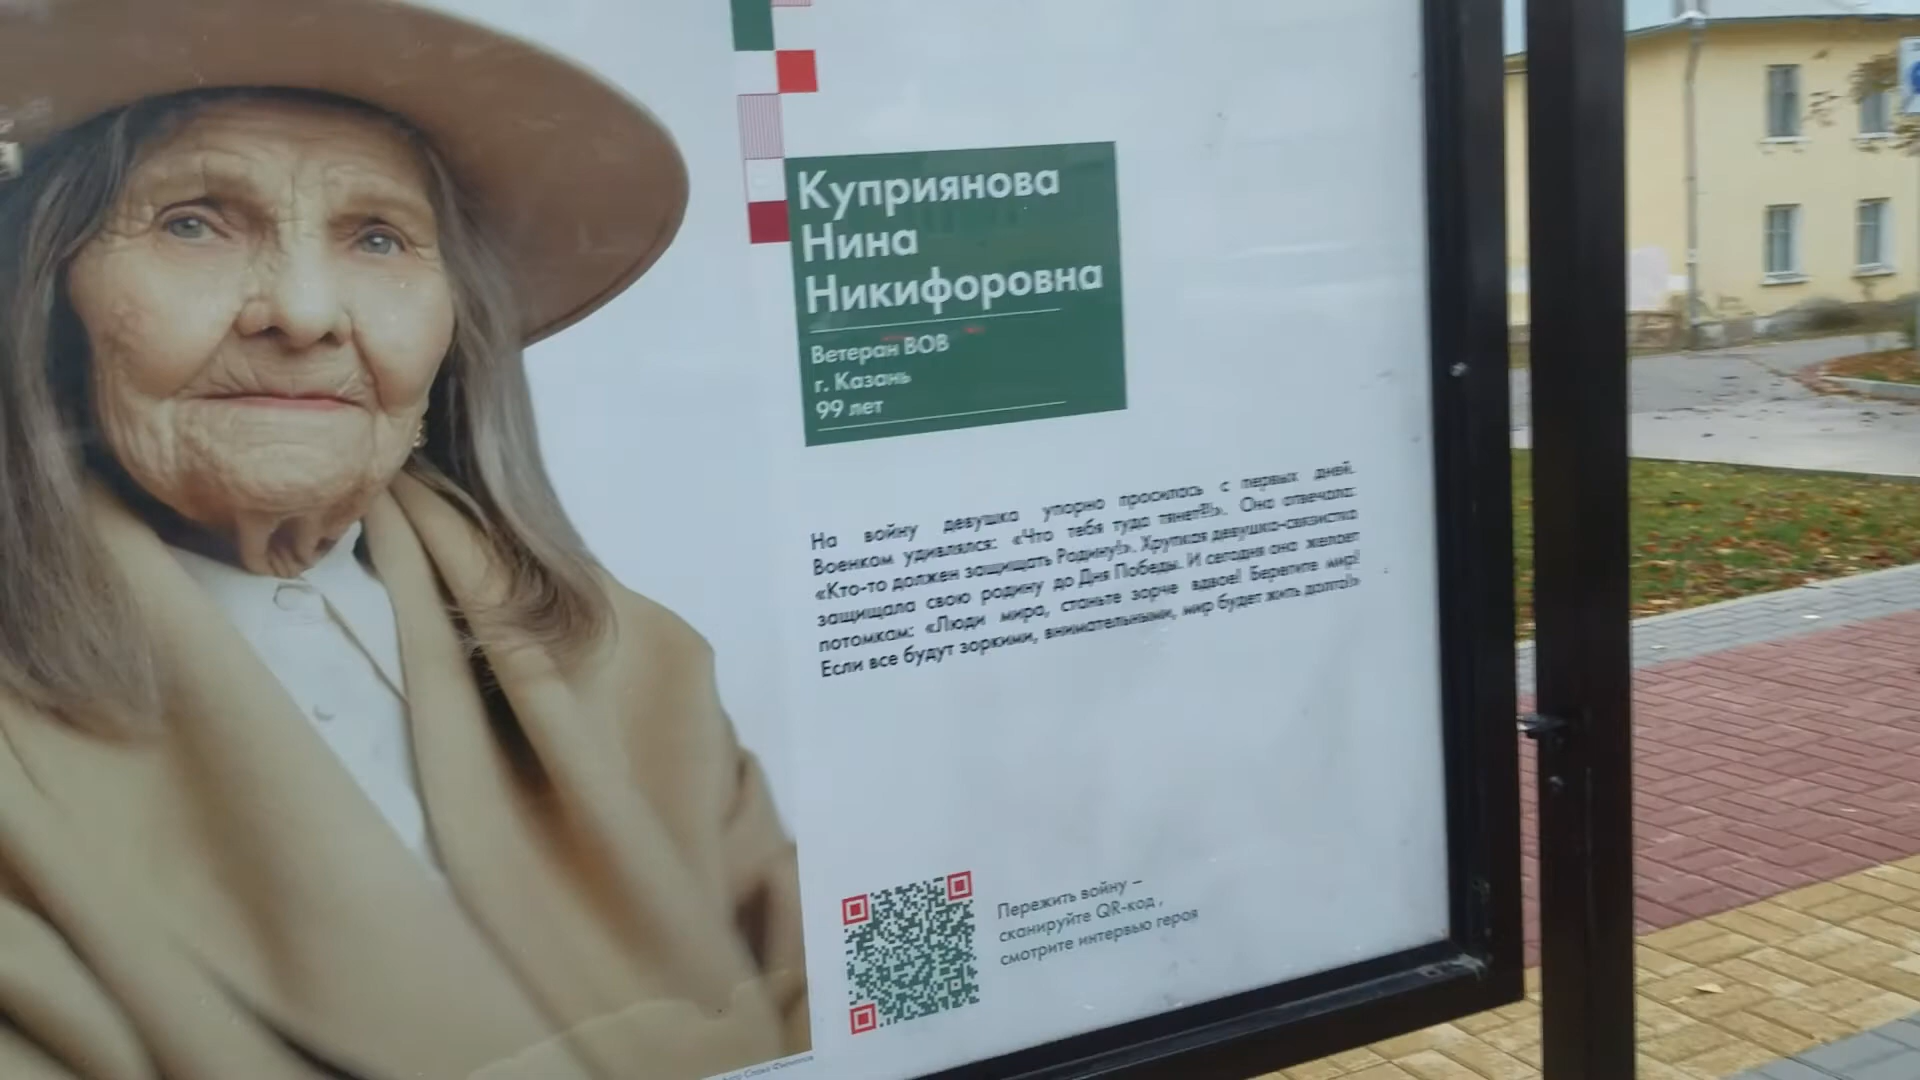 Куприянова
Нина
Никифоровна
Ветеран ВОВ
г. Казань
99 лет
На войну девушка упорно просилась с первых дней.
Военком удивлялся: «Что тебя туда тянет?!». Она отвечала:
«Кто-то должен защищать Родину!». Хрупкая девушка-связистка
защищала свою родину до Дня Победы. И сегодня она желает
потомкам: «Люди мира, станьте зорче вдвое! Берегите мир!
Если все будут зоркими, внимательными, мир будет жить долго!»
Пережить войну –
сканируйте QR-код ,
смотрите интервью героя